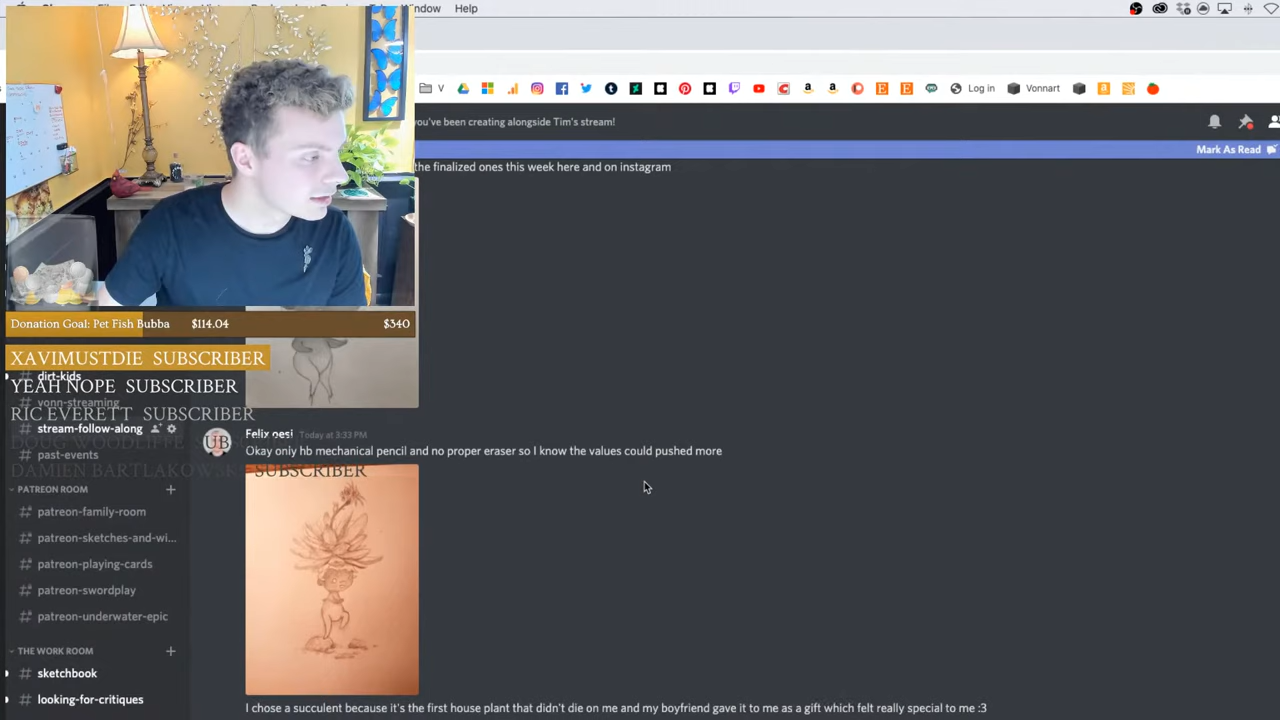 Window Help
V
Log in
Vonnart
you've been creating alongside Tim's stream!
Mark As Read
the finalized ones this week here and on instagram
Donation Goal: Pet Fish Bubba $114.04 $340
XAVIMUSTDIE SUBSCRIBER
dirt-kids
YEAH NOPE SUBSCRIBER
vonn-streaming
RIC EVERETT SUBSCRIBER
stream-follow-along
past-events
SUBSCRIBER
Felix oesi Today at 3:33 PM
Okay only hb mechanical pencil and no proper eraser so I know the values could pushed more
PATREON ROOM
patreon-family-room
patreon-sketches-and-wi...
patreon-playing-cards
patreon-swordplay
patreon-underwater-epic
THE WORK ROOM
sketchbook
looking-for-critiques
I chose a succulent because it's the first house plant that didn't die on me and my boyfriend gave it to me as a gift which felt really special to me :3